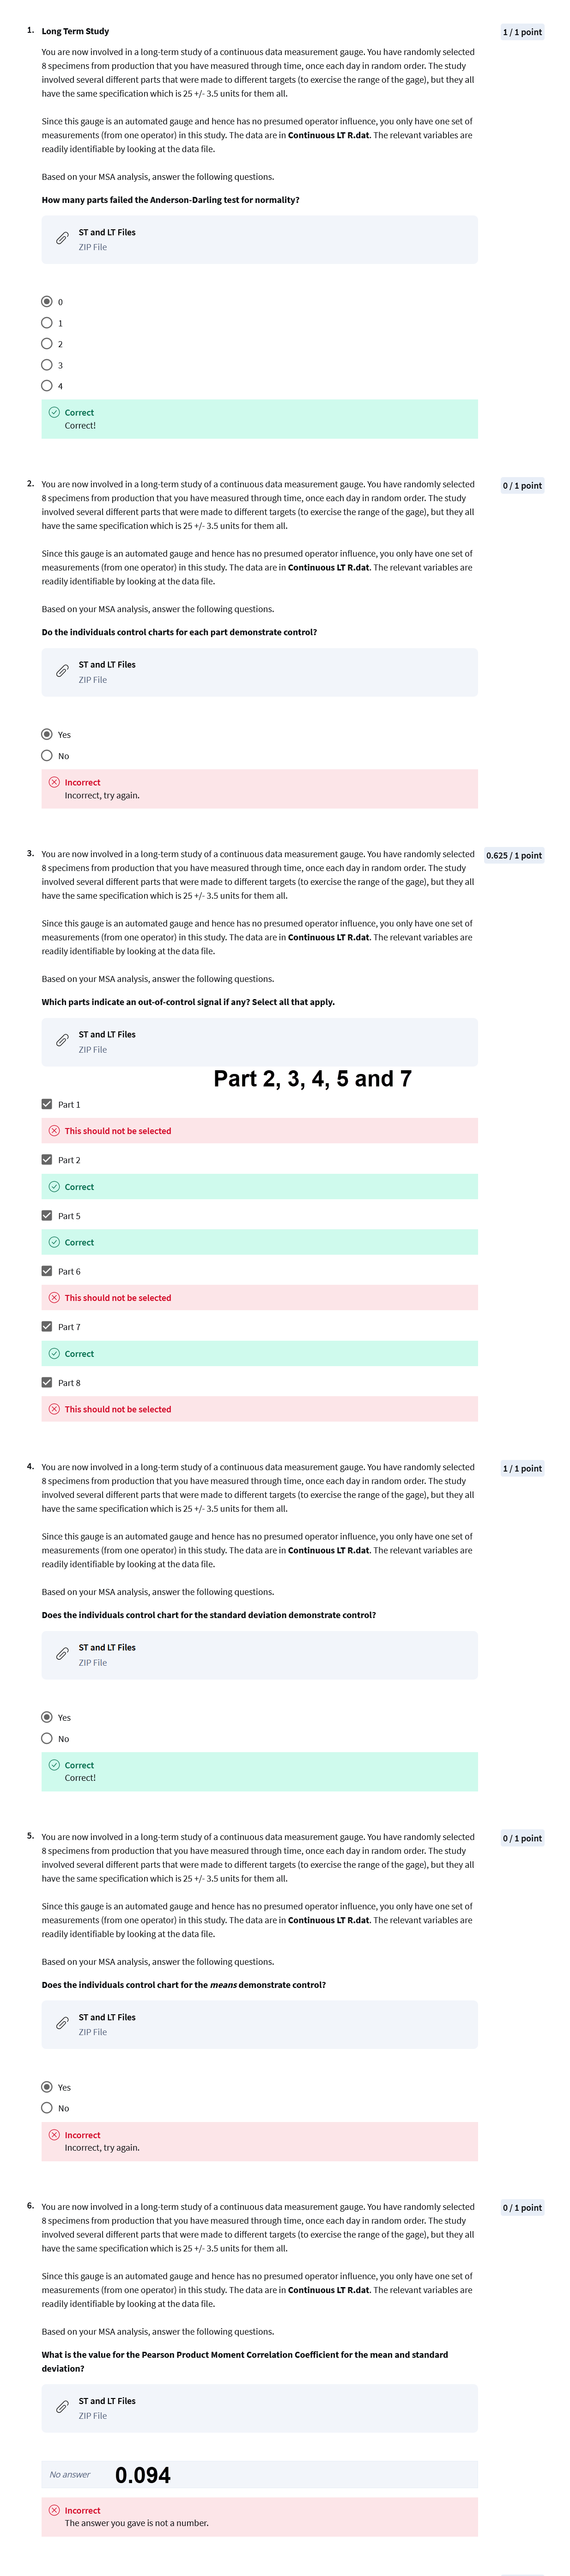 1. Long Term Study
1 / 1 point
You are now involved in a long-term study of a continuous data measurement gauge. You have randomly selected
8 specimens from production that you have measured through time, once each day in random order. The study
involved several different parts that were made to different targets (to exercise the range of the gage), but they all
have the same specification which is 25 +/- 3.5 units for them all.
Since this gauge is an automated gauge and hence has no presumed operator influence, you only have one set of
measurements (from one operator) in this study. The data are in Continuous LT R.dat. The relevant variables are
readily identifiable by looking at the data file.
Based on your MSA analysis, answer the following questions.
How many parts failed the Anderson-Darling test for normality?
ST and LT Files
ZIP File
0
1
2
3
4
Correct
Correct!
2. You are now involved in a long-term study of a continuous data measurement gauge. You have randomly selected
0 / 1 point
8 specimens from production that you have measured through time, once each day in random order. The study
involved several different parts that were made to different targets (to exercise the range of the gage), but they all
have the same specification which is 25 +/- 3.5 units for them all.
Since this gauge is an automated gauge and hence has no presumed operator influence, you only have one set of
measurements (from one operator) in this study. The data are in Continuous LT R.dat. The relevant variables are
readily identifiable by looking at the data file.
Based on your MSA analysis, answer the following questions.
Do the individuals control charts for each part demonstrate control?
ST and LT Files
ZIP File
Yes
No
Incorrect
Incorrect, try again.
3. You are now involved in a long-term study of a continuous data measurement gauge. You have randomly selected
0.625 / 1 point
8 specimens from production that you have measured through time, once each day in random order. The study
involved several different parts that were made to different targets (to exercise the range of the gage), but they all
have the same specification which is 25 +/- 3.5 units for them all.
Since this gauge is an automated gauge and hence has no presumed operator influence, you only have one set of
measurements (from one operator) in this study. The data are in Continuous LT R.dat. The relevant variables are
readily identifiable by looking at the data file.
Based on your MSA analysis, answer the following questions.
Which parts indicate an out-of-control signal if any? Select all that apply.
ST and LT Files
ZIP File
Part 2, 3, 4, 5 and 7
Part 1
This should not be selected
Part 2
Correct
Part 5
Correct
Part 6
This should not be selected
Part 7
Correct
Part 8
This should not be selected
4. You are now involved in a long-term study of a continuous data measurement gauge. You have randomly selected
1 / 1 point
8 specimens from production that you have measured through time, once each day in random order. The study
involved several different parts that were made to different targets (to exercise the range of the gage), but they all
have the same specification which is 25 +/- 3.5 units for them all.
Since this gauge is an automated gauge and hence has no presumed operator influence, you only have one set of
measurements (from one operator) in this study. The data are in Continuous LT R.dat. The relevant variables are
readily identifiable by looking at the data file.
Based on your MSA analysis, answer the following questions.
Does the individuals control chart for the standard deviation demonstrate control?
ST and LT Files
ZIP File
Yes
No
Correct
Correct!
5. You are now involved in a long-term study of a continuous data measurement gauge. You have randomly selected
0 / 1 point
8 specimens from production that you have measured through time, once each day in random order. The study
involved several different parts that were made to different targets (to exercise the range of the gage), but they all
have the same specification which is 25 +/- 3.5 units for them all.
Since this gauge is an automated gauge and hence has no presumed operator influence, you only have one set of
measurements (from one operator) in this study. The data are in Continuous LT R.dat. The relevant variables are
readily identifiable by looking at the data file.
Based on your MSA analysis, answer the following questions.
Does the individuals control chart for the means demonstrate control?
ST and LT Files
ZIP File
Yes
No
Incorrect
Incorrect, try again.
6. You are now involved in a long-term study of a continuous data measurement gauge. You have randomly selected
0 / 1 point
8 specimens from production that you have measured through time, once each day in random order. The study
involved several different parts that were made to different targets (to exercise the range of the gage), but they all
have the same specification which is 25 +/- 3.5 units for them all.
Since this gauge is an automated gauge and hence has no presumed operator influence, you only have one set of
measurements (from one operator) in this study. The data are in Continuous LT R.dat. The relevant variables are
readily identifiable by looking at the data file.
Based on your MSA analysis, answer the following questions.
What is the value for the Pearson Product Moment Correlation Coefficient for the mean and standard
deviation?
ST and LT Files
ZIP File
No answer 0.094
Incorrect
The answer you gave is not a number.